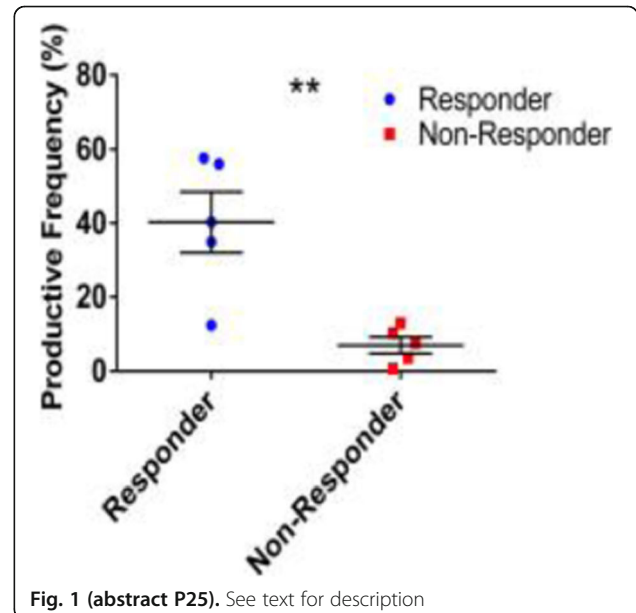 Productive Frequency (%)
80
60
40
20
0
**
Responder
Non-Responder
Responder
Non-Responder
Fig. 1 (abstract P25). See text for description